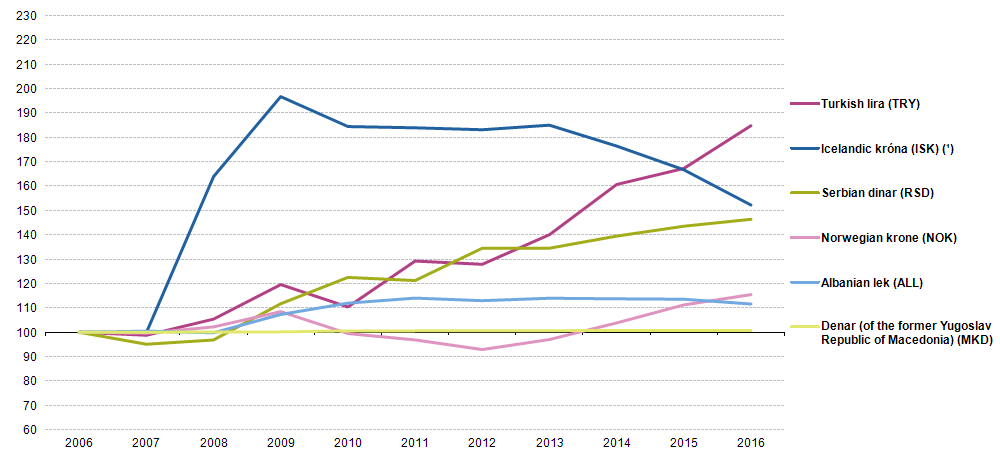 230
220
210
200
190
180
170
160
150
140
130
120
110
100
90
80
70
60
2006 2007 2008 2009 2010 2011 2012 2013 2014 2015 2016
Turkish lira (TRY)
Icelandic króna (ISK) (¹)
Serbian dinar (RSD)
Norwegian krone (NOK)
Albanian lek (ALL)
Denar (of the former Yugoslav
Republic of Macedonia) (MKD)